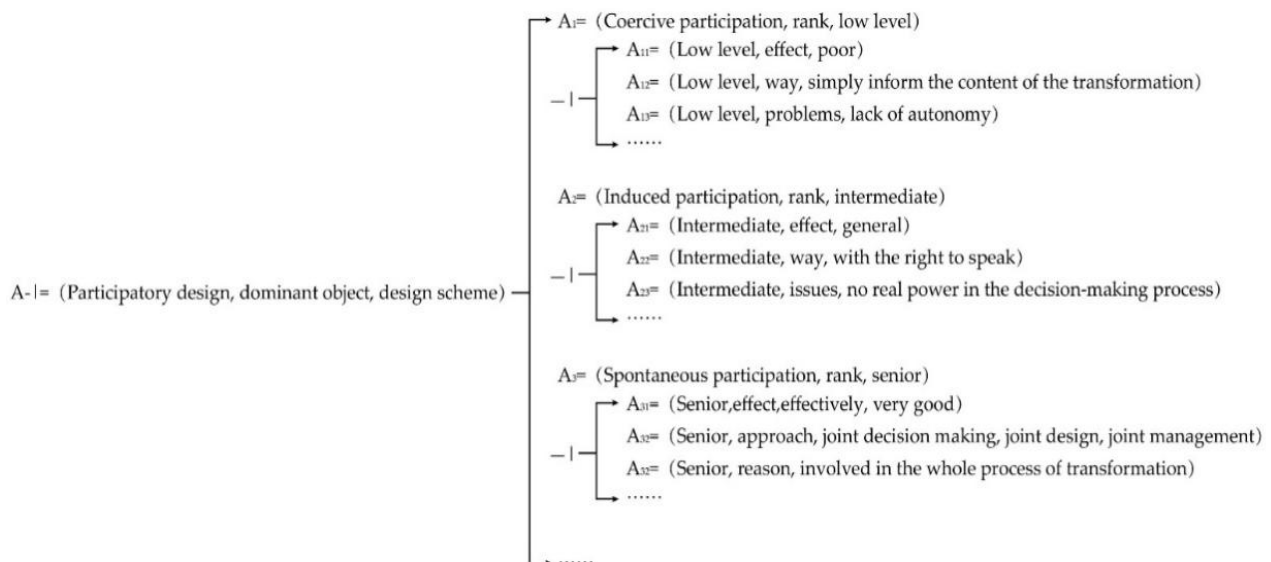 A₁= (Coercive participation, rank, low level)
A₁₁= (Low level, effect, poor)
A₁₂= (Low level, way, simply inform the content of the transformation)
A₁₃= (Low level, problems, lack of autonomy)
······
A₂= (Induced participation, rank, intermediate)
A₂₁= (Intermediate, effect, general)
A₂₂= (Intermediate, way, with the right to speak)
A-|= (Participatory design, dominant object, design scheme)
A₂₃= (Intermediate, issues, no real power in the decision-making process)
······
A₃= (Spontaneous participation, rank, senior)
A₃₁= (Senior,effect,effectively, very good)
A₃₂= (Senior, approach, joint decision making, joint design, joint management)
A₃₂= (Senior, reason, involved in the whole process of transformation)
······
······